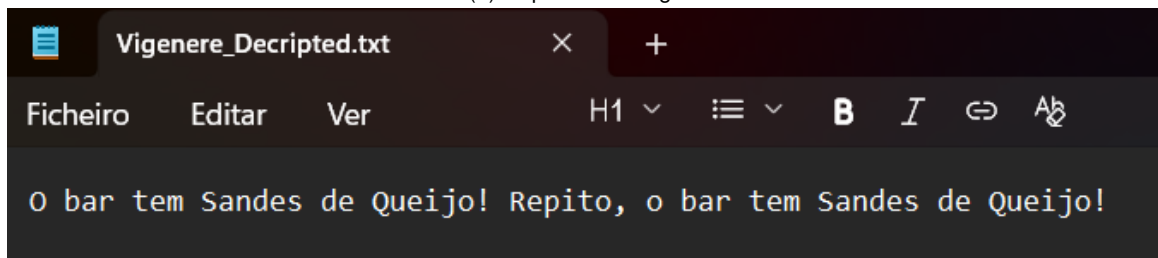 Vigenere_Decripted.txt
Ficheiro Editar Ver H1 B I
O bar tem Sandes de Queijo! Repito, o bar tem Sandes de Queijo!